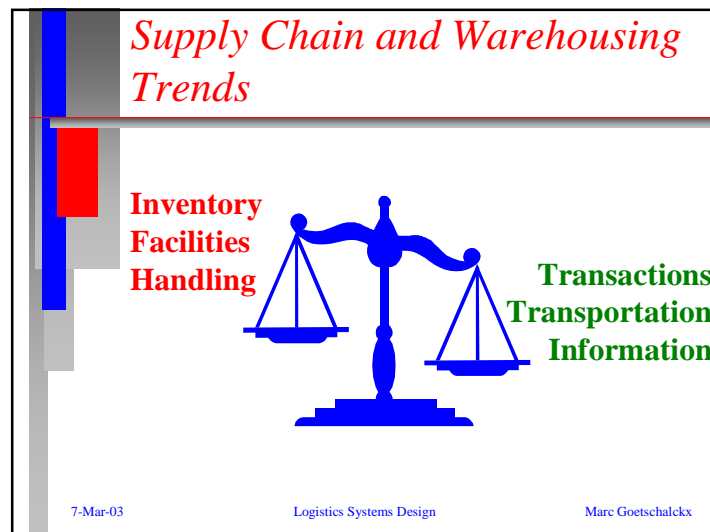 Supply Chain and Warehousing
Trends
Inventory
Facilities
Handling
Transactions
Transportation
Information
7-Mar-03
Logistics Systems Design
Marc Goetschalckx